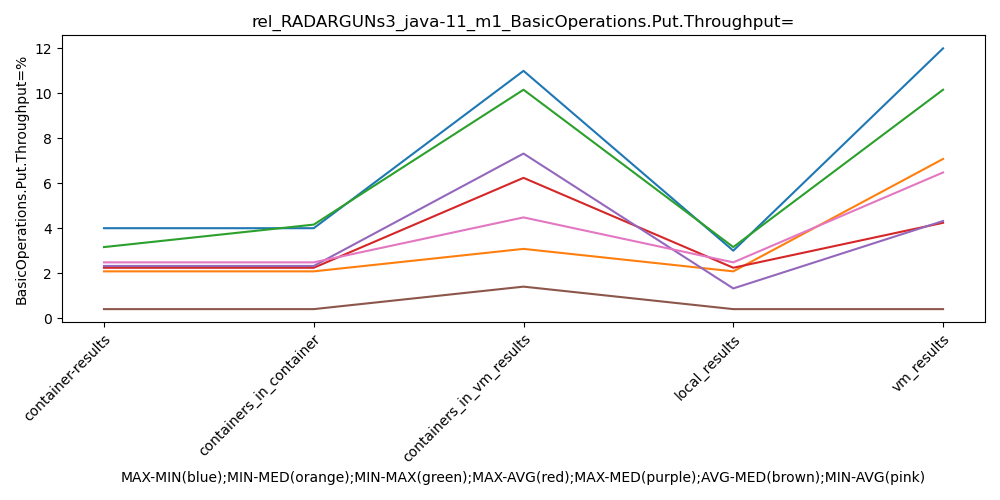 rel_RADARGUNs3_java-11_m1_BasicOperations.Put.Throughput=
BasicOperations.Put.Throughput=%
12
10
8
6
4
2
0
container-results
containers_in_container
containers_in_vm_results
local_results
vm_results
MAX-MIN(blue);MIN-MED(orange);MIN-MAX(green);MAX-AVG(red);MAX-MED(purple);AVG-MED(brown);MIN-AVG(pink)